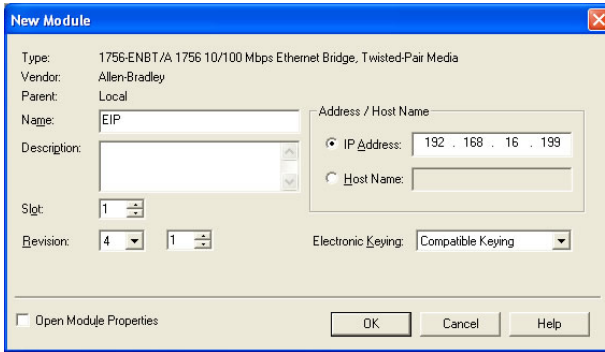 New Module
Type: 1756-ENBT/A 1756 10/100 Mbps Ethernet Bridge, Twisted-Pair Media
Vendor: Allen-Bradley
Parent: Local
Name: EIP
Address / Host Name
IP Address: 192 . 168 . 16 . 199
Description:
Host Name:
Slot: 1
Revision: 4 1
Electronic Keying: Compatible Keying
Open Module Properties
OK Cancel Help